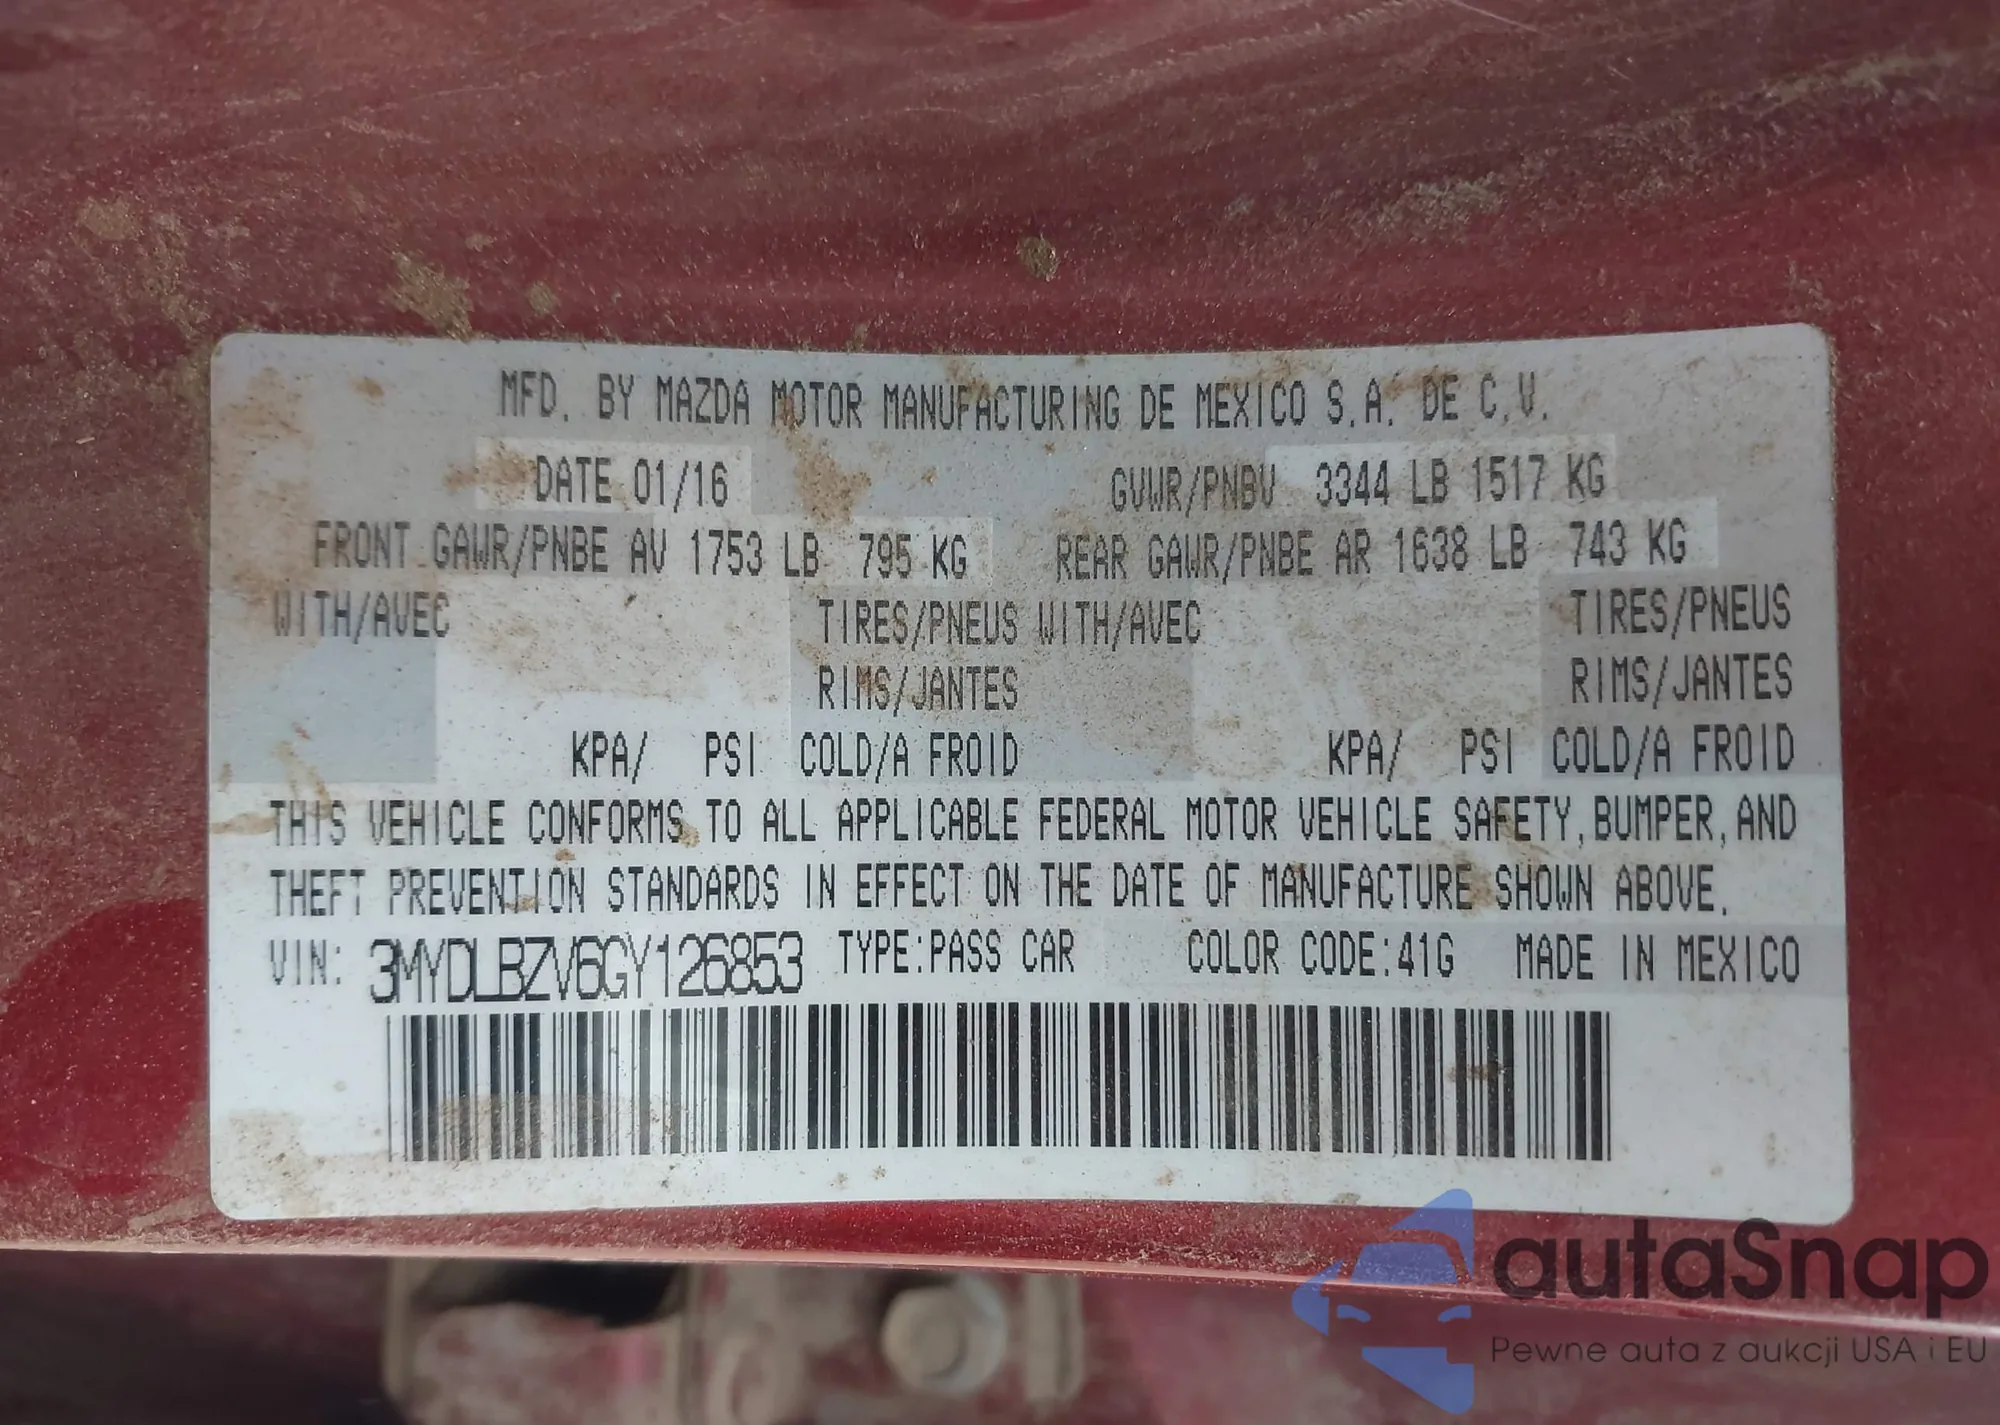 MFD. BY MAZDA MOTOR MANUFACTURING DE MEXICO S.A. DE C.V.
DATE 01/16 GVWR/PNBV 3344 LB 1517 KG
FRONT GAWR/PNBE AV 1753 LB 795 KG REAR GAWR/PNBE AR 1638 LB 743 KG
WITH/AVEC TIRES/PNEUS WITH/AVEC TIRES/PNEUS
RIMS/JANTES RIMS/JANTES
KPA/ PSI COLD/A FROID KPA/ PSI COLD/A FROID
THIS VEHICLE CONFORMS TO ALL APPLICABLE FEDERAL MOTOR VEHICLE SAFETY, BUMPER, AND
THEFT PREVENTION STANDARDS IN EFFECT ON THE DATE OF MANUFACTURE SHOWN ABOVE.
VIN: 3MYDLBZV6GY126853 TYPE:PASS CAR COLOR CODE:41G MADE IN MEXICO
autaSnap
Pewne auta z aukcji USA i EU